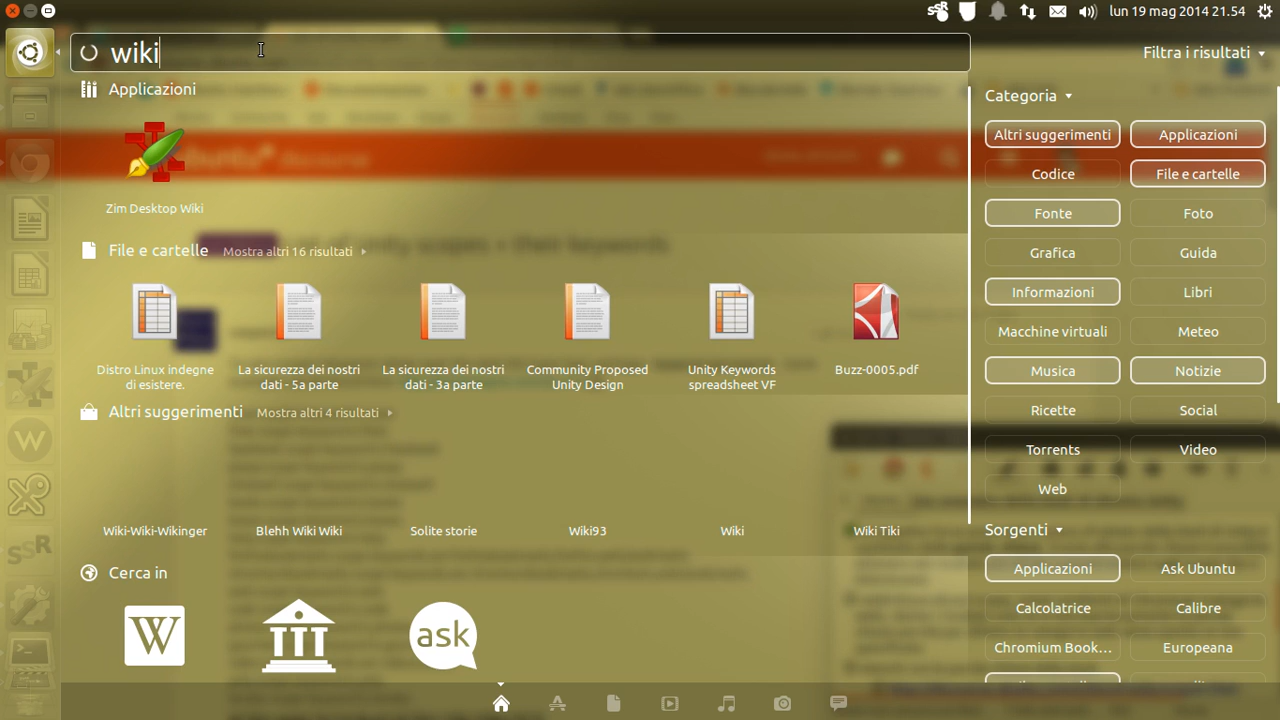 lun 19 mag 2014 21.54
wiki
Filtra i risultati
Applicazioni
Zim Desktop Wiki
File e cartelle Mostra altri 16 risultati
Distro Linux indegne di esistere.
La sicurezza dei nostri dati - 5a parte
La sicurezza dei nostri dati - 3a parte
Community Proposed Unity Design
Unity Keywords spreadsheet VF
Buzz-0005.pdf
Altri suggerimenti Mostra altri 4 risultati
Wiki-Wiki-Wikinger
Blehh Wiki Wiki
Solite storie
Wiki93
Wiki
Wiki Tiki
Cerca in
W
ask
Categoria
Altri suggerimenti Applicazioni
Codice File e cartelle
Fonte Foto
Grafica Guida
Informazioni Libri
Macchine virtuali Meteo
Musica Notizie
Ricette Social
Torrents Video
Web
Sorgenti
Applicazioni Ask Ubuntu
Calcolatrice Calibre
Chromium Book... Europeana